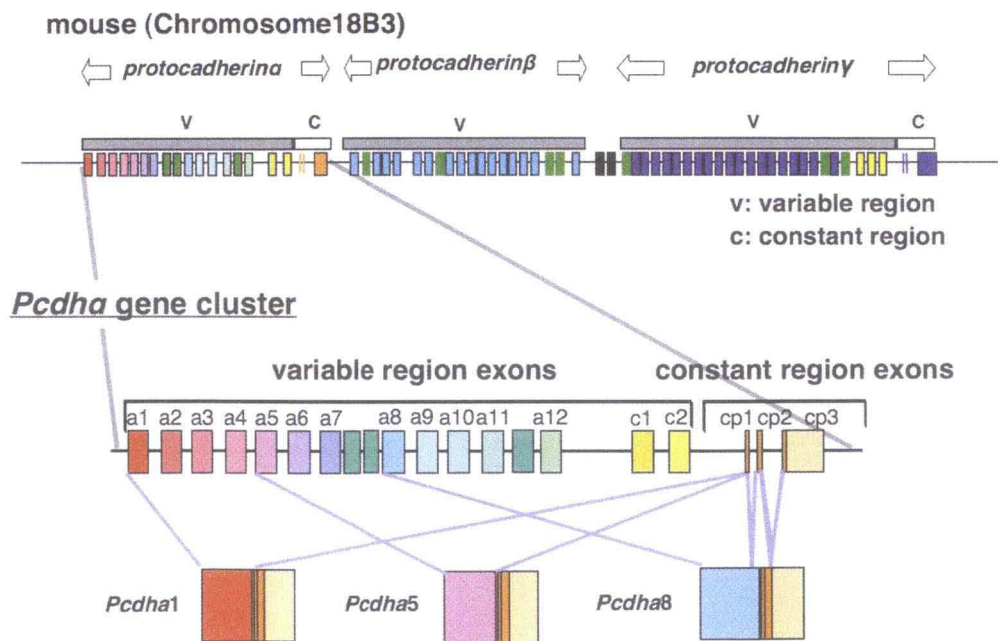 mouse (Chromosome18B3)
protocadherinα protocadherinβ protocadherinγ
v c v v c
v: variable region
c: constant region
Pcdhα gene cluster
variable region exons constant region exons
a1 a2 a3 a4 a5 a6 a7 a8 a9 a10 a11 a12 c1 c2 cp1 cp2 cp3
Pcdha1 Pcdha5 Pcdha8